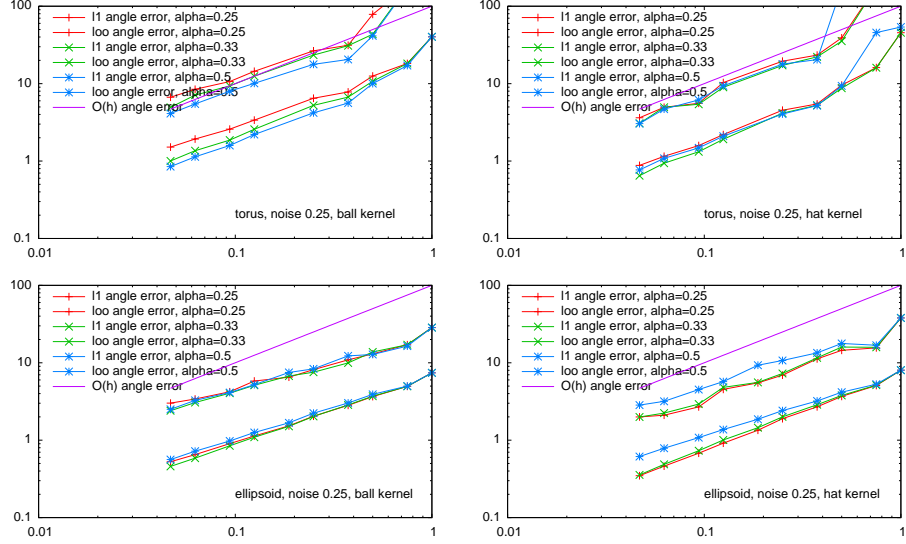 100
10
1
0.1
0.01
0.1
1
l1 angle error, alpha=0.25
loo angle error, alpha=0.25
l1 angle error, alpha=0.33
loo angle error, alpha=0.33
l1 angle error, alpha=0.5
loo angle error, alpha=0.5
O(h) angle error
torus, noise 0.25, ball kernel
100
10
1
0.1
0.01
0.1
1
l1 angle error, alpha=0.25
loo angle error, alpha=0.25
l1 angle error, alpha=0.33
loo angle error, alpha=0.33
l1 angle error, alpha=0.5
loo angle error, alpha=0.5
O(h) angle error
torus, noise 0.25, hat kernel
100
10
1
0.1
0.01
0.1
1
l1 angle error, alpha=0.25
loo angle error, alpha=0.25
l1 angle error, alpha=0.33
loo angle error, alpha=0.33
l1 angle error, alpha=0.5
loo angle error, alpha=0.5
O(h) angle error
ellipsoid, noise 0.25, ball kernel
100
10
1
0.1
0.01
0.1
1
l1 angle error, alpha=0.25
loo angle error, alpha=0.25
l1 angle error, alpha=0.33
loo angle error, alpha=0.33
l1 angle error, alpha=0.5
loo angle error, alpha=0.5
O(h) angle error
ellipsoid, noise 0.25, hat kernel